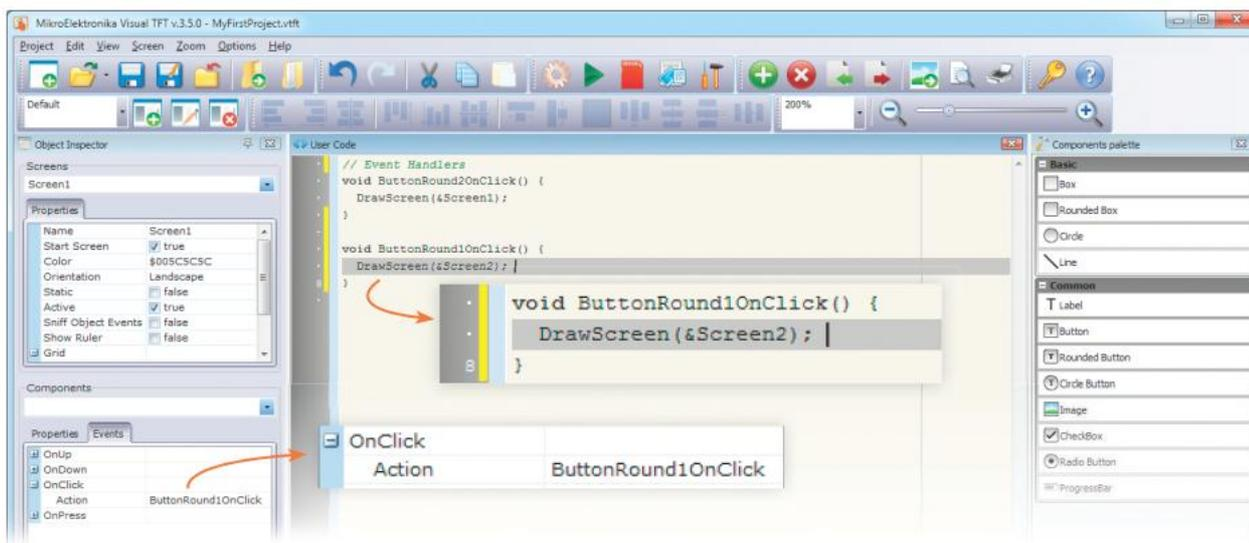 MikroElektronika Visual TFT v.3.5.0 - MyFirstProject.vtft
Project Edit View Screen Zoom Options Help
Default
200%
Object Inspector
Screens
Screen1
Properties
Name Screen1
Start Screen true
Color $005C5C5C
Orientation Landscape
Static false
Active true
Sniff Object Events false
Show Ruler false
Grid
Components
Properties Events
OnUp
OnDown
OnClick
Action ButtonRound1OnClick
OnPress
User Code
// Event Handlers
void ButtonRound2OnClick() {
DrawScreen(&Screen1);
}
void ButtonRound1OnClick() {
DrawScreen(&Screen2);
8 }
void ButtonRound1OnClick() {
DrawScreen(&Screen2);
8 }
OnClick
Action ButtonRound1OnClick
Components palette
Basic
Box
Rounded Box
Circle
Line
Common
T Label
T Button
T Rounded Button
T Circle Button
Image
CheckBox
Radio Button
ProgressBar